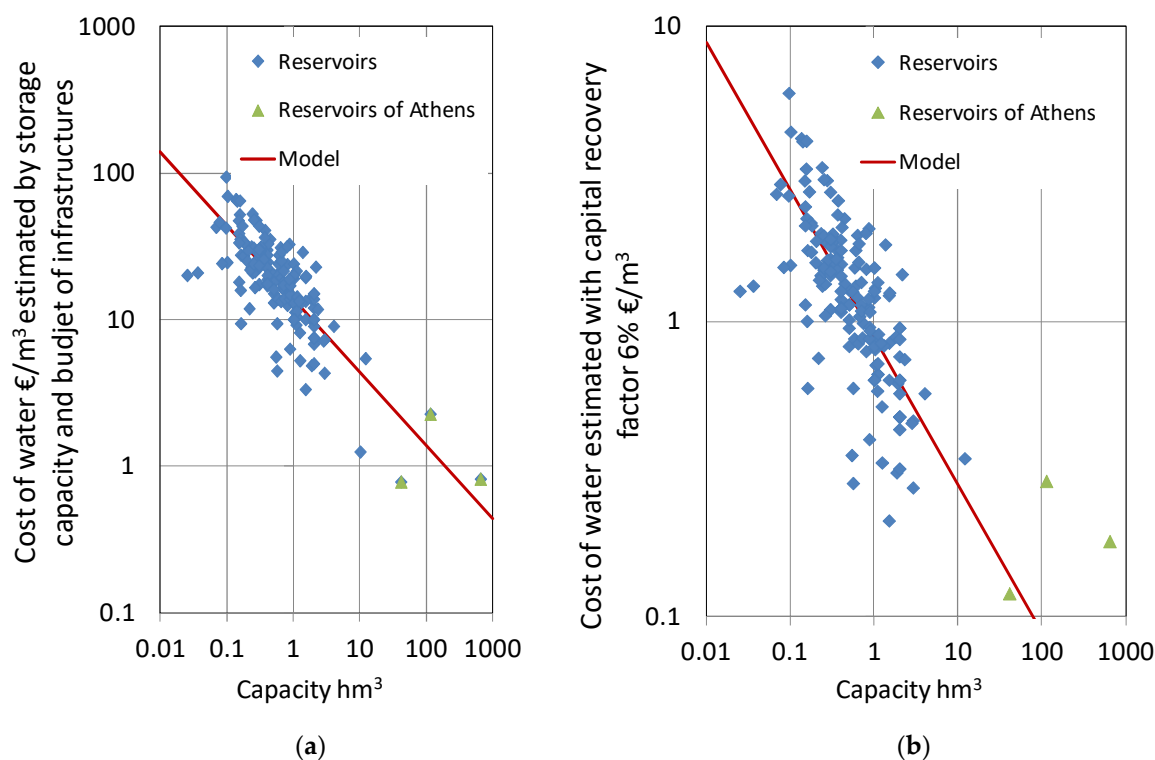 Cost of water €/m³ estimated by storage
capacity and budjet of infrastructures
1000
100
10
1
0.1
0.01
0.1
1
10
100
1000
Capacity hm³
Reservoirs
Reservoirs of Athens
Model
(a)
Cost of water estimated with capital recovery
factor 6% €/m³
10
1
0.1
0.01
0.1
1
10
100
1000
Capacity hm³
Reservoirs
Reservoirs of Athens
Model
(b)